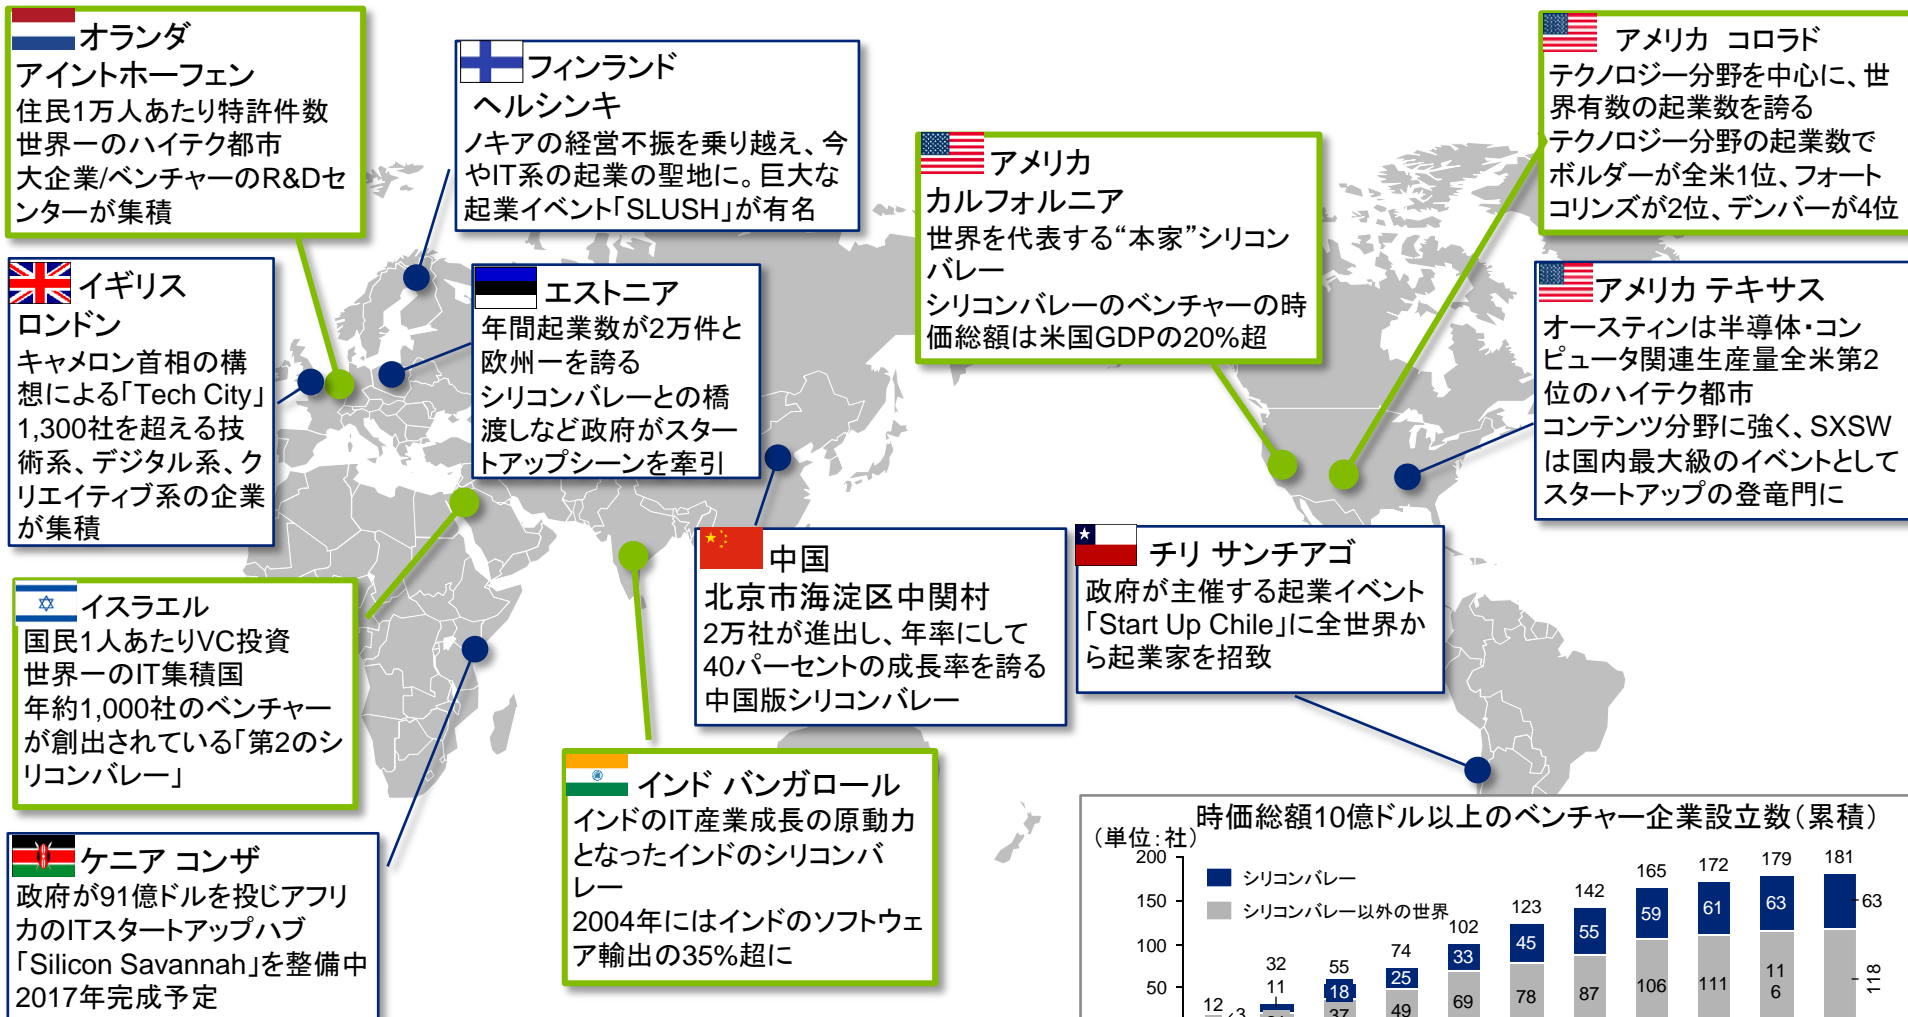 オランダ
アイントホーフェン
住民1万人あたり特許件数
世界一のハイテク都市
大企業/ベンチャーのR&Dセ
ンターが集積
フィンランド
ヘルシンキ
ノキアの経営不振を乗り越え、今
やIT系の起業の聖地に。巨大な
起業イベント「SLUSH」が有名
アメリカ
カルフォルニア
世界を代表する“本家”シリコン
バレー
シリコンバレーのベンチャーの時
価総額は米国GDPの20%超
アメリカ コロラド
テクノロジー分野を中心に、世
界有数の起業数を誇る
テクノロジー分野の起業数で
ボルダーが全米1位、フォート
コリンズが2位、デンバーが4位
イギリス
ロンドン
キャメロン首相の構
想による「Tech City」
1,300社を超える技
術系、デジタル系、ク
リエイティブ系の企業
が集積
エストニア
年間起業数が2万件と
欧州一を誇る
シリコンバレーとの橋
渡しなど政府がスター
トアップシーンを牽引
アメリカ テキサス
オースティンは半導体・コン
ピュータ関連生産量全米第2
位のハイテク都市
コンテンツ分野に強く、SXSW
は国内最大級のイベントとして
スタートアップの登竜門に
イスラエル
国民1人あたりVC投資
世界一のIT集積国
年約1,000社のベンチャー
が創出されている「第2のシ
リコンバレー」
中国
北京市海淀区中関村
2万社が進出し、年率にして
40パーセントの成長率を誇る
中国版シリコンバレー
チリ サンチアゴ
政府が主催する起業イベント
「Start Up Chile」に全世界か
ら起業家を招致
インド バンガロール
インドのIT産業成長の原動力
となったインドのシリコンバ
レー
2004年にはインドのソフトウェ
ア輸出の35%超に
ケニア コンザ
政府が91億ドルを投じアフリ
カのITスタートアップハブ
「Silicon Savannah」を整備中
2017年完成予定
時価総額10億ドル以上のベンチャー企業設立数（累積）
（単位：社）
シリコンバレー
シリコンバレー以外の世界
200
150
100
50
12 32 55 74 102 123 142 165 172 179 181
3 11 18 25 33 45 55 59 61 63 63
37 49 69 78 87 106 111 11
6 118